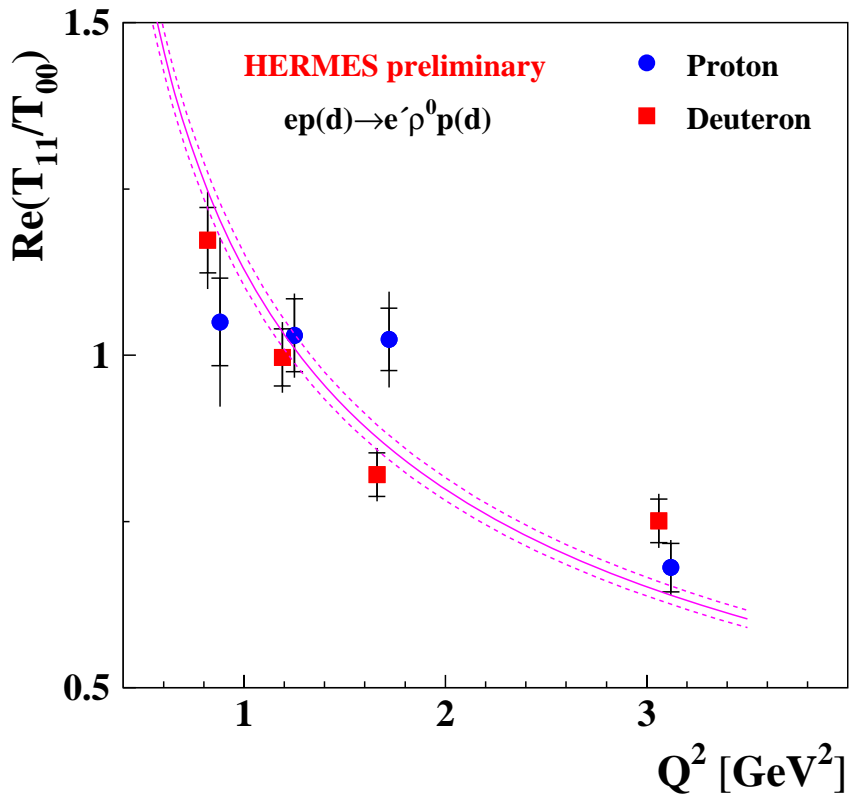 1.5
HERMES preliminary
Proton
ep(d)→e´ρ⁰p(d)
Deuteron
Re(T₁₁/T₀₀)
1
0.5
1
2
3
Q² [GeV²]